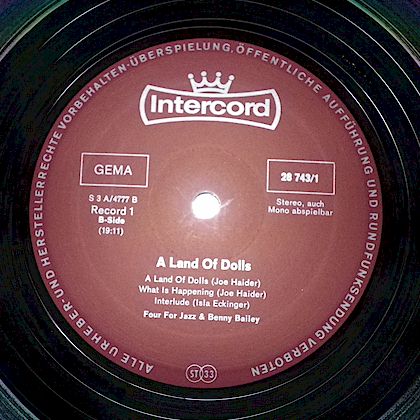 ALLE URHEBER- UND HERSTELLERRECHTE VORBEHALTEN-ÜBERSPIELUNG, ÖFFENTLICHE AUFFÜHRUNG UND RUNDFUNKSENDUNG VERBOTEN
Intercord
GEMA
28 743/1
S 3 A/4777 B
Record 1
B-Side
(19:11)
Stereo, auch
Mono abspielbar
A Land Of Dolls
A Land Of Dolls (Joe Haider)
What Is Happening (Joe Haider)
Interlude (Isla Eckinger)
Four For Jazz & Benny Bailey
ST 33